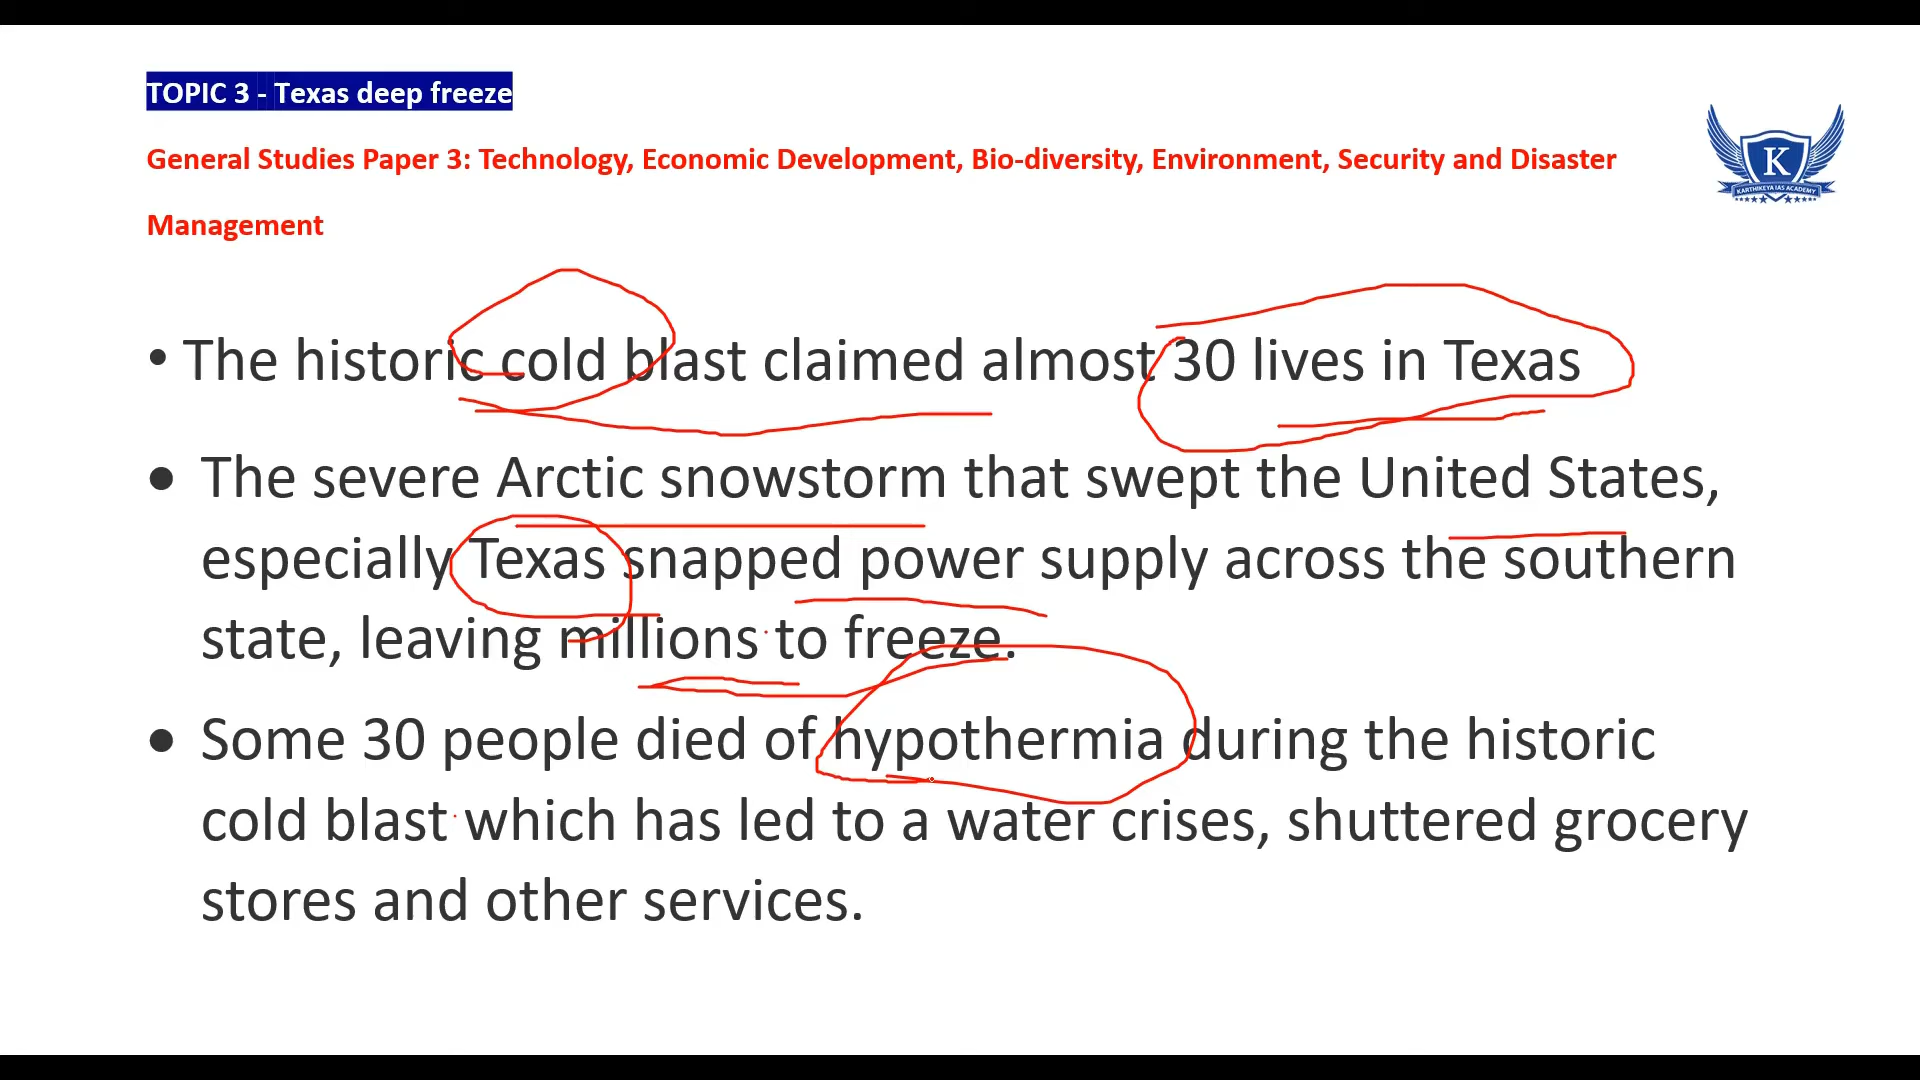 TOPIC 3 - Texas deep freeze
General Studies Paper 3: Technology, Economic Development, Bio-diversity, Environment, Security and Disaster
Management
K
KARTHIKEYA IAS ACADEMY
• The historic cold blast claimed almost 30 lives in Texas
• The severe Arctic snowstorm that swept the United States,
especially Texas snapped power supply across the southern
state, leaving millions to freeze.
• Some 30 people died of hypothermia during the historic
cold blast which has led to a water crises, shuttered grocery
stores and other services.